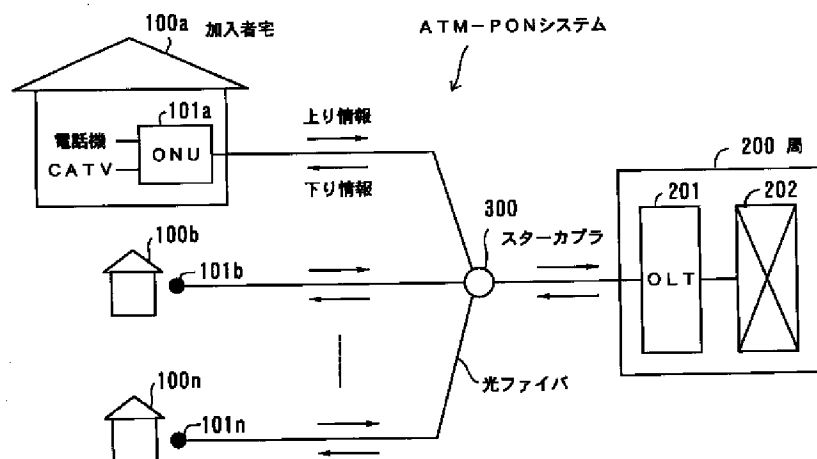 100a 加入者宅
ATM-PONシステム
101a
電話機
CATV
ONU
上り情報
下り情報
200 局
201
202
OLT
300
スターカプラ
100b
101b
光ファイバ
100n
101n